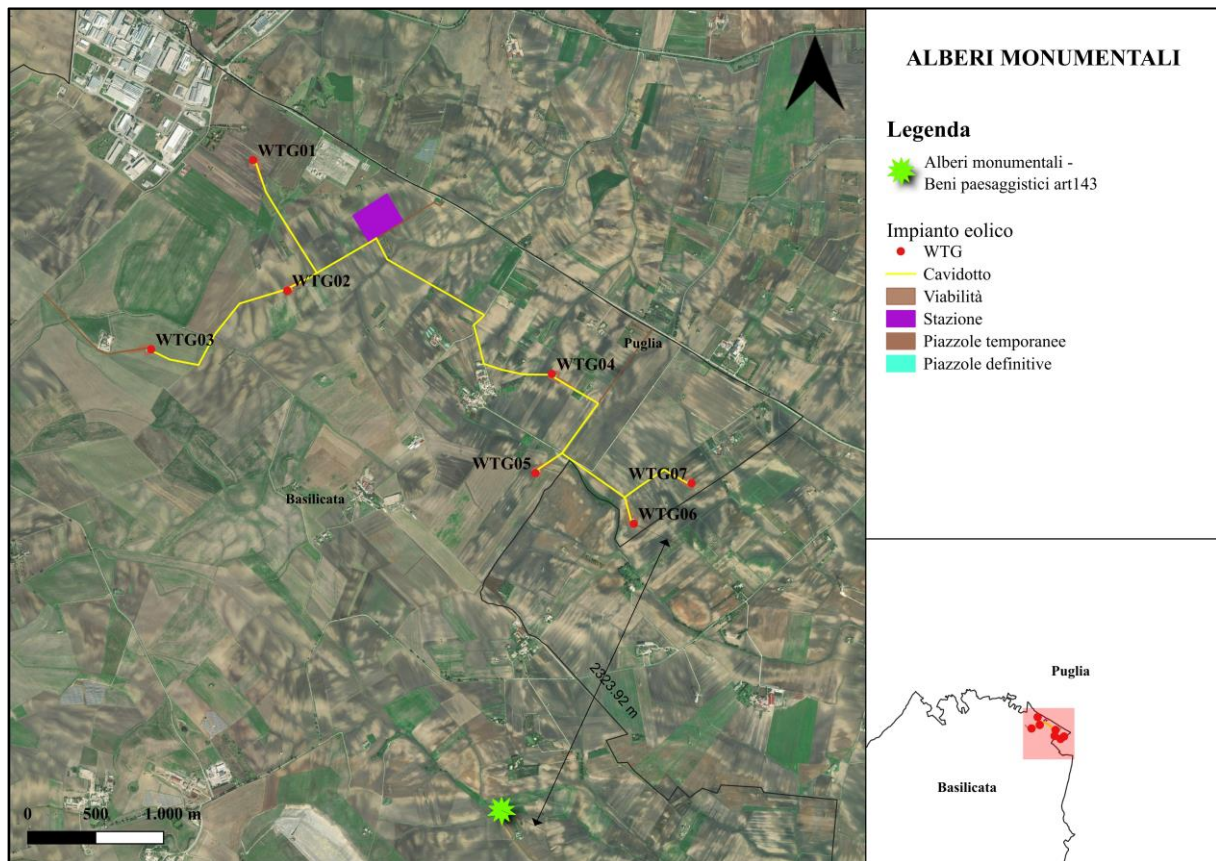 ALBERI MONUMENTALI
Legenda
Alberi monumentali -
Beni paesaggistici art143
Impianto eolico
WTG
Cavidotto
Viabilità
Stazione
Piazzole temporanee
Piazzole definitive
WTG01
WTG02
WTG03
Puglia
WTG04
WTG05
WTG07
Basilicata
WTG06
2323.92 m
0 500 1.000 m
Puglia
Basilicata